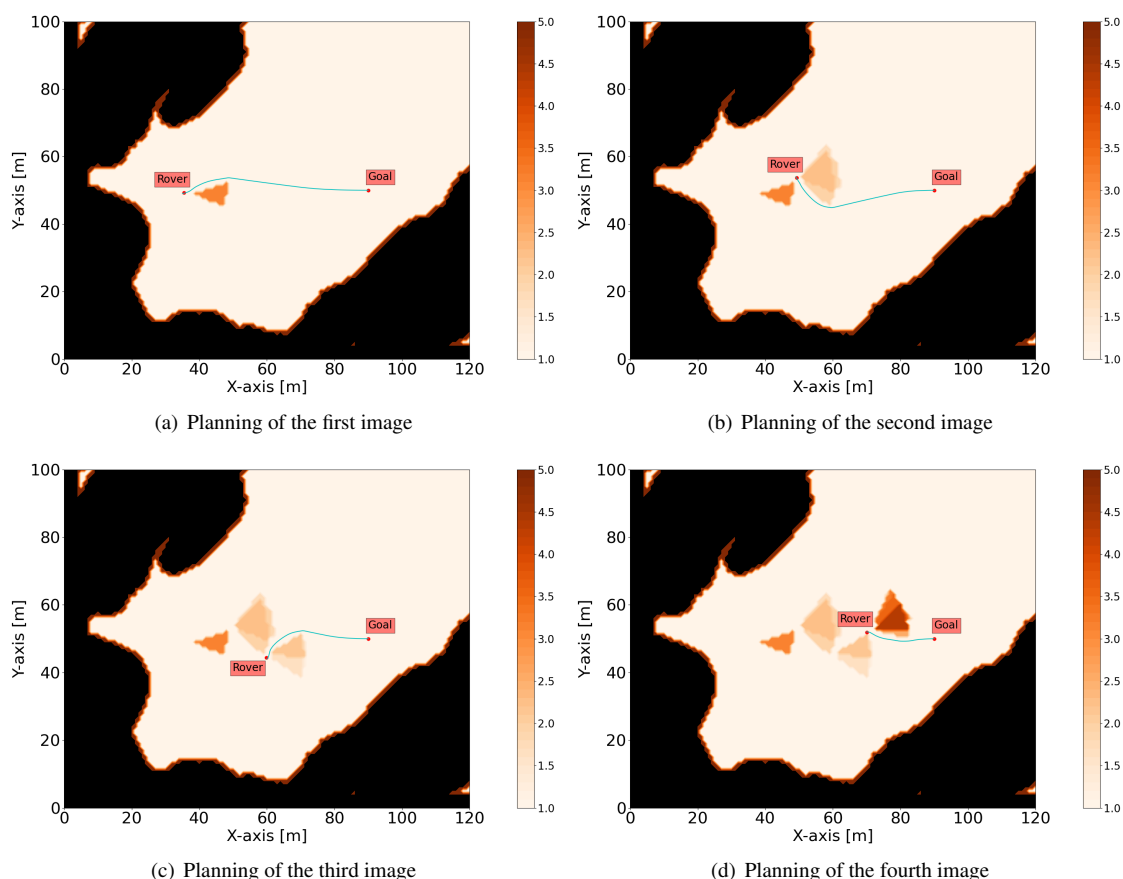 100
80
60
40
20
0
0 20 40 60 80 100 120
X-axis [m]
Y-axis [m]
Rover
Goal
5.0
4.5
4.0
3.5
3.0
2.5
2.0
1.5
1.0
(a) Planning of the first image
100
80
60
40
20
0
0 20 40 60 80 100 120
X-axis [m]
Y-axis [m]
Rover
Goal
5.0
4.5
4.0
3.5
3.0
2.5
2.0
1.5
1.0
(b) Planning of the second image
100
80
60
40
20
0
0 20 40 60 80 100 120
X-axis [m]
Y-axis [m]
Goal
Rover
5.0
4.5
4.0
3.5
3.0
2.5
2.0
1.5
1.0
(c) Planning of the third image
100
80
60
40
20
0
0 20 40 60 80 100 120
X-axis [m]
Y-axis [m]
Rover
Goal
5.0
4.5
4.0
3.5
3.0
2.5
2.0
1.5
1.0
(d) Planning of the fourth image